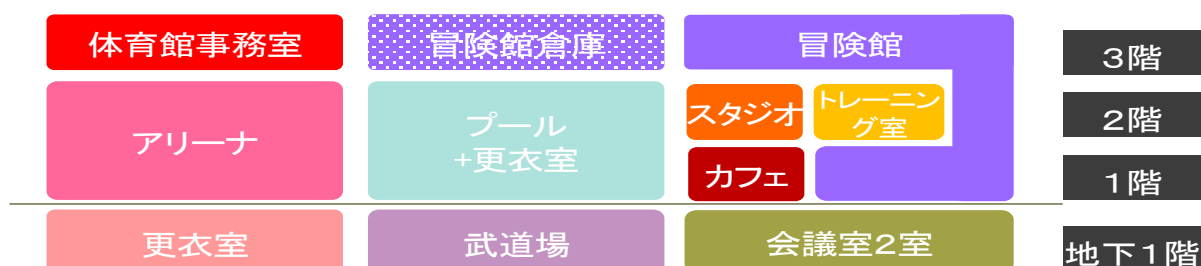 体育館事務室
冒険館倉庫
冒険館
3階
アリーナ
プール
+更衣室
スタジオ
トレーニン
グ室
2階
カフェ
1階
更衣室
武道場
会議室2室
地下1階